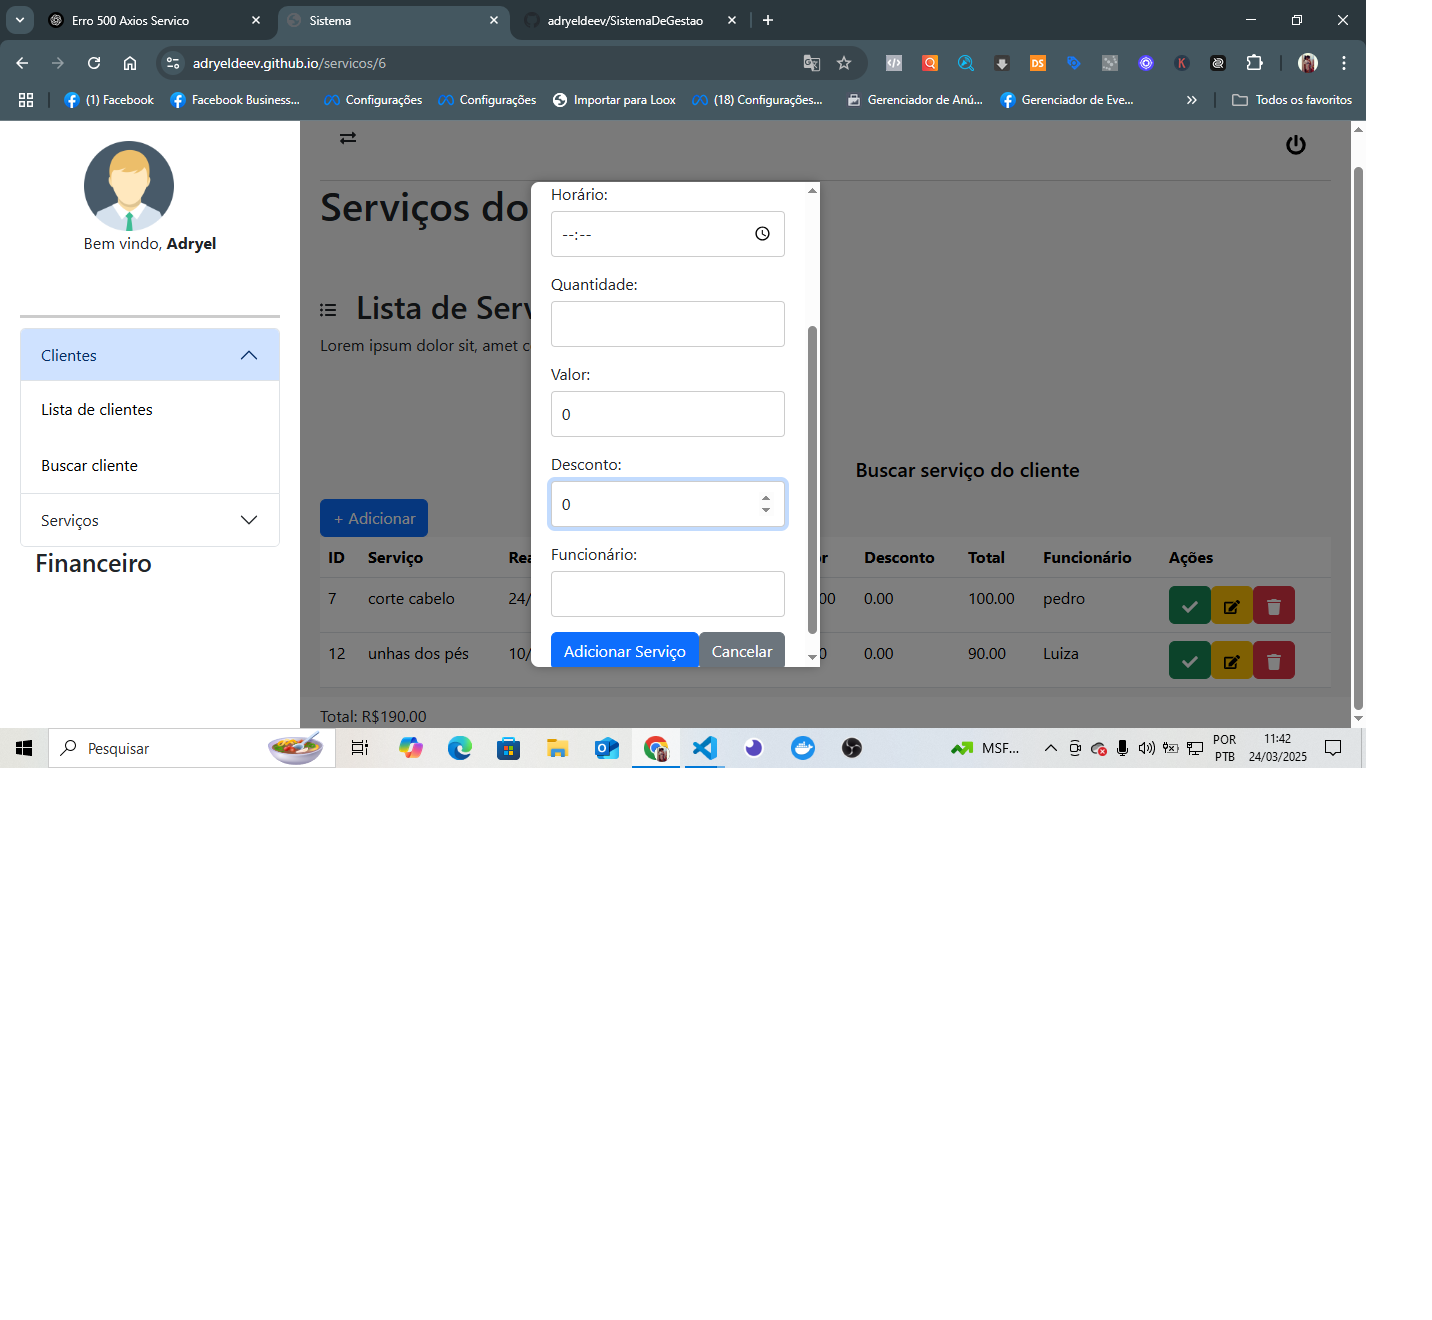 Erro 500 Axios Servico
Sistema
adryeldeev/SistemaDeGestao
adryeldeev.github.io/servicos/6
(1) Facebook
Facebook Business...
Configurações
Configurações
Importar para Loox
(18) Configurações...
Gerenciador de Anú...
Gerenciador de Eve...
Todos os favoritos
Bem vindo, Adryel
Clientes
Lista de clientes
Buscar cliente
Serviços
Financeiro
Serviços do
Lista de Serv
Lorem ipsum dolor sit, amet c
Buscar serviço do cliente
+ Adicionar
ID Serviço Rea r Desconto Total Funcionário Ações
7 corte cabelo 24/ 00 0.00 100.00 pedro
12 unhas dos pés 10/ 0 0.00 90.00 Luiza
Total: R$190.00
Horário:
--:--
Quantidade:
Valor:
0
Desconto:
0
Funcionário:
Adicionar Serviço
Cancelar
Pesquisar
MSF...
POR
PTB
11:42
24/03/2025